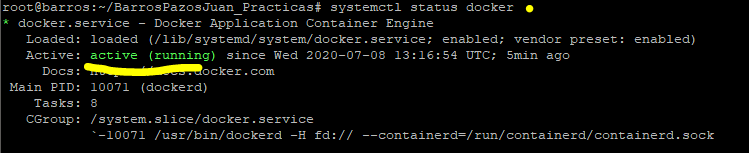 root@barros:~/BarrosPazosJuan_Practicas# systemctl status docker
* docker.service - Docker Application Container Engine
Loaded: loaded (/lib/systemd/system/docker.service; enabled; vendor preset: enabled)
Active: active (running) since Wed 2020-07-08 13:16:54 UTC; 5min ago
Docs: https://docs.docker.com
Main PID: 10071 (dockerd)
Tasks: 8
CGroup: /system.slice/docker.service
`-10071 /usr/bin/dockerd -H fd:// --containerd=/run/containerd/containerd.sock